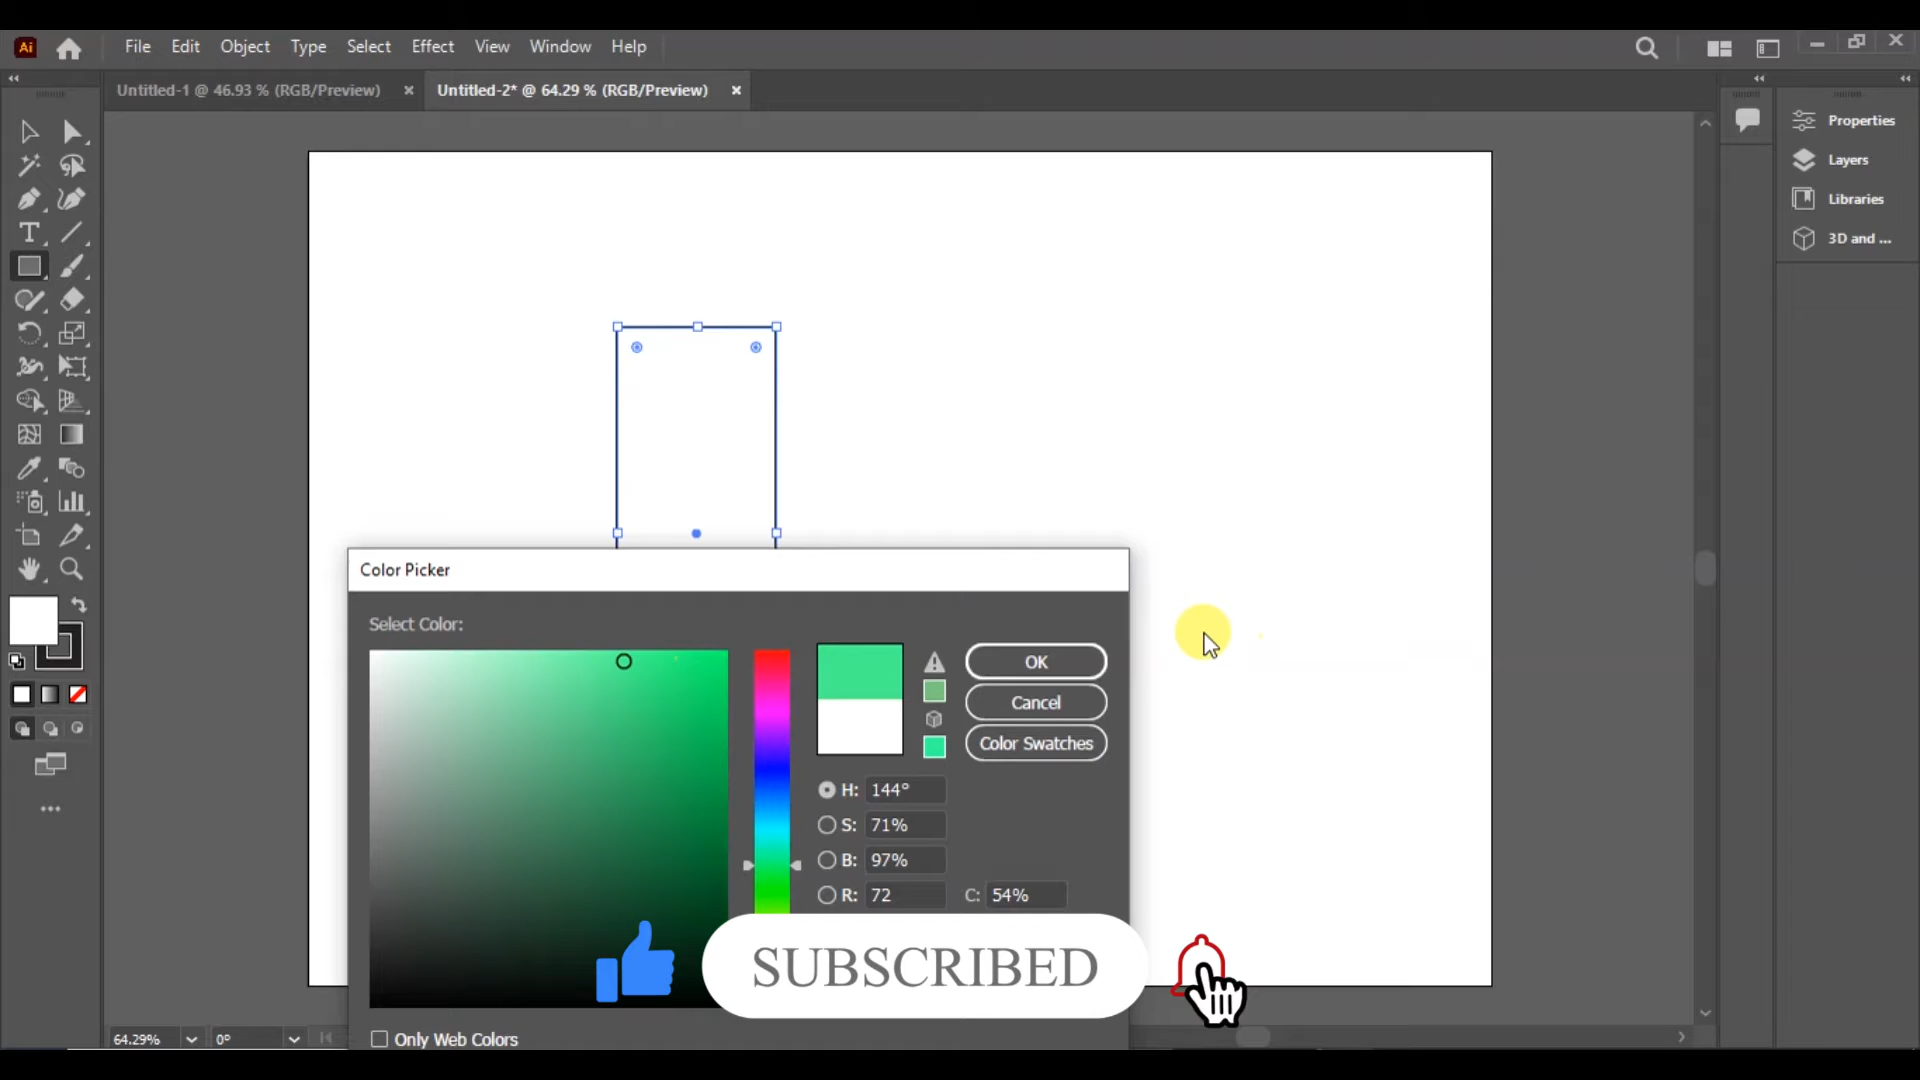 Ai File Edit Object Type Select Effect View Window Help
Untitled-1 @ 46.93 % (RGB/Preview) × Untitled-2* @ 64.29 % (RGB/Preview) ×
Properties
Layers
Libraries
3D and ...
T
Color Picker
Select Color:
OK
Cancel
Color Swatches
H: 144°
S: 71%
B: 97%
R: 72 C: 54%
SUBSCRIBED
Only Web Colors
64.29% 0°